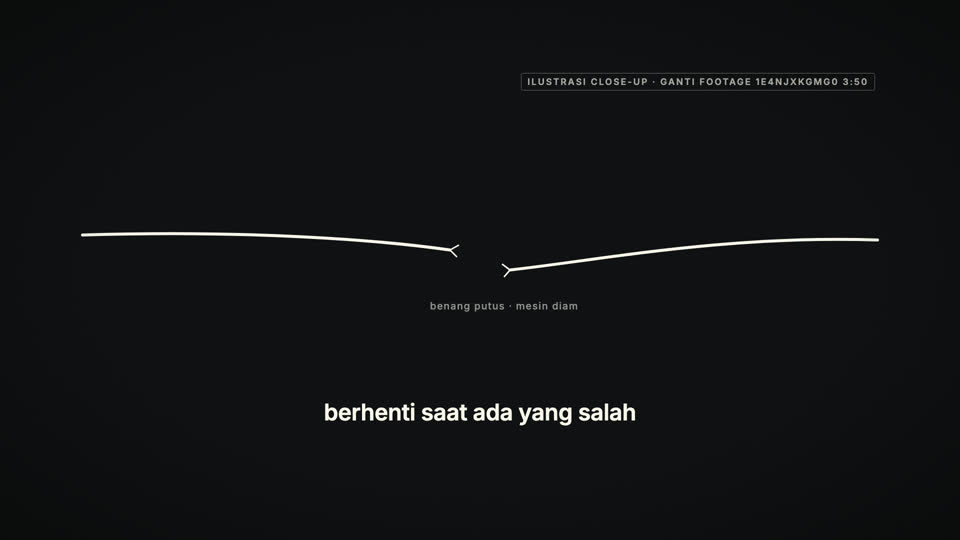 ILUSTRASI CLOSE-UP · GANTI FOOTAGE 1E4NJXKGMG0 3:50
benang putus · mesin diam
berhenti saat ada yang salah